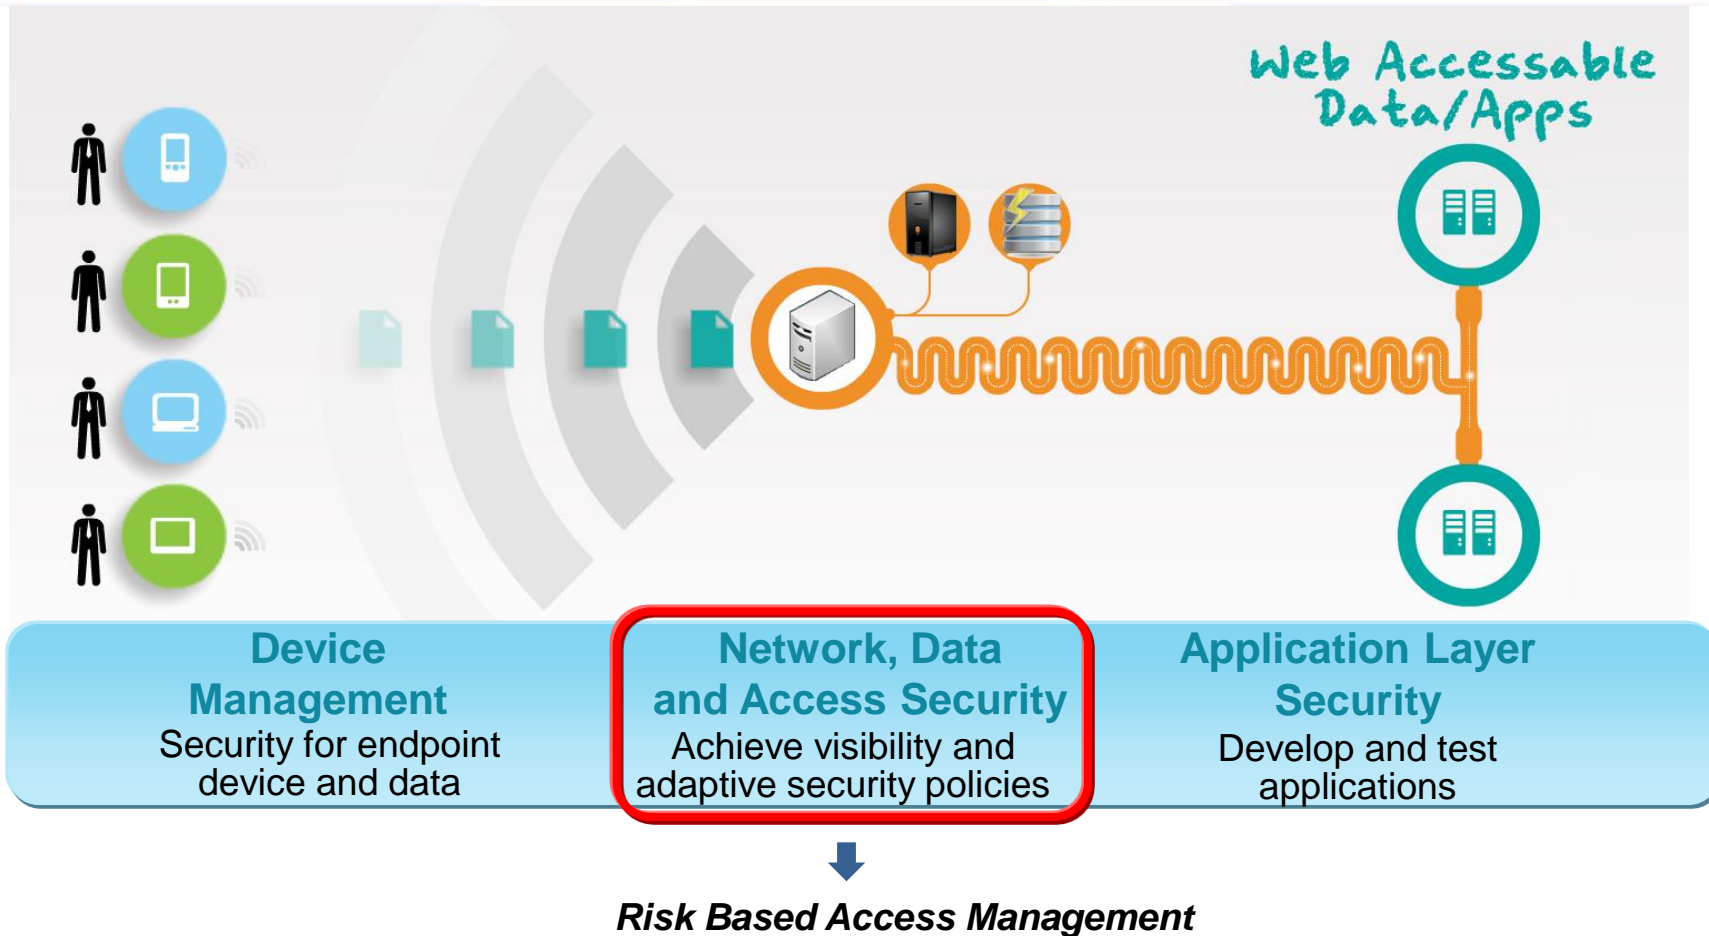 Web Accessable
Data/Apps
Device
Management
Security for endpoint
device and data
Network, Data
and Access Security
Achieve visibility and
adaptive security policies
Application Layer
Security
Develop and test
applications
Risk Based Access Management